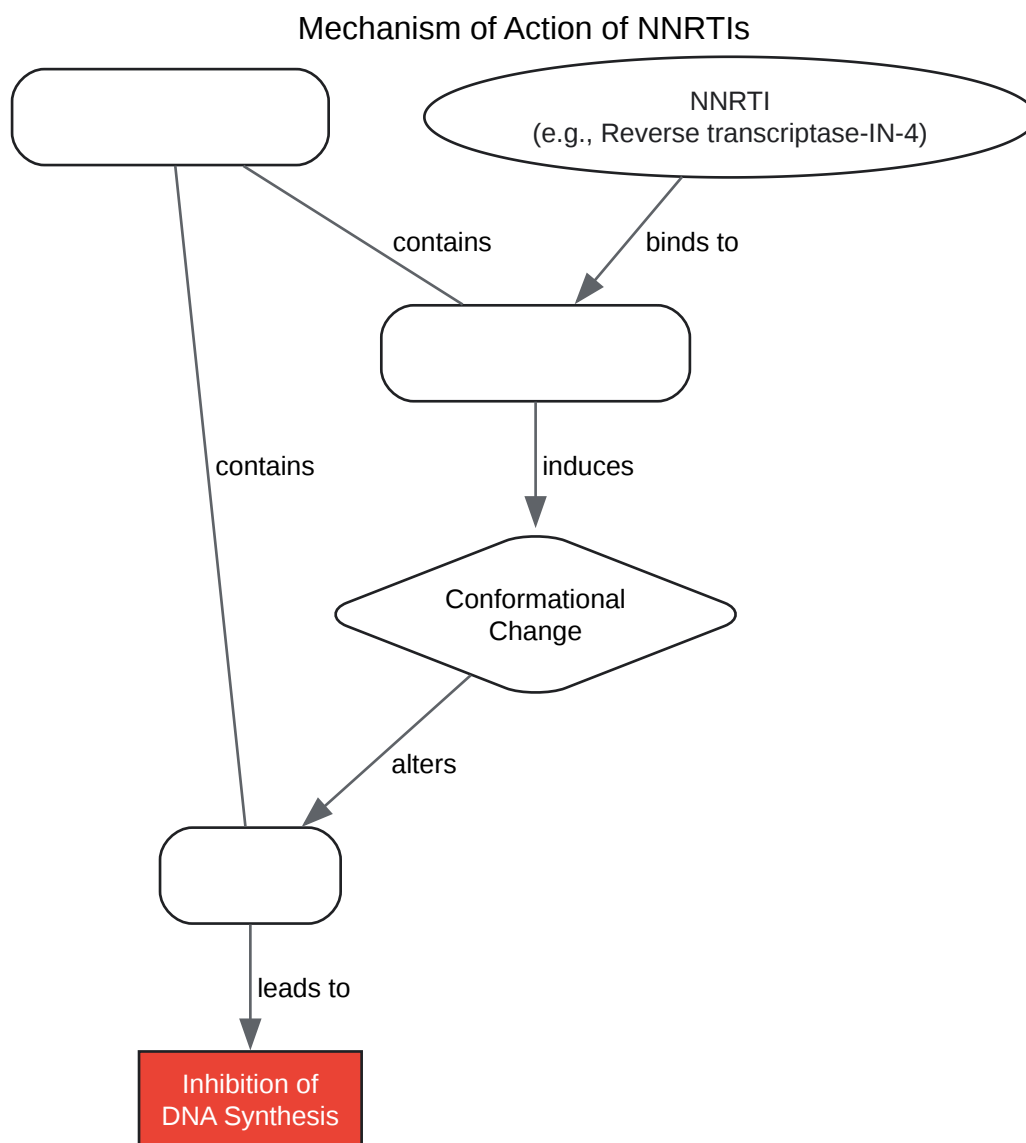 Mechanism of Action of NNRTIs
NNRTI
(e.g., Reverse transcriptase-IN-4)
contains
binds to
contains
induces
Conformational
Change
alters
leads to
Inhibition of
DNA Synthesis